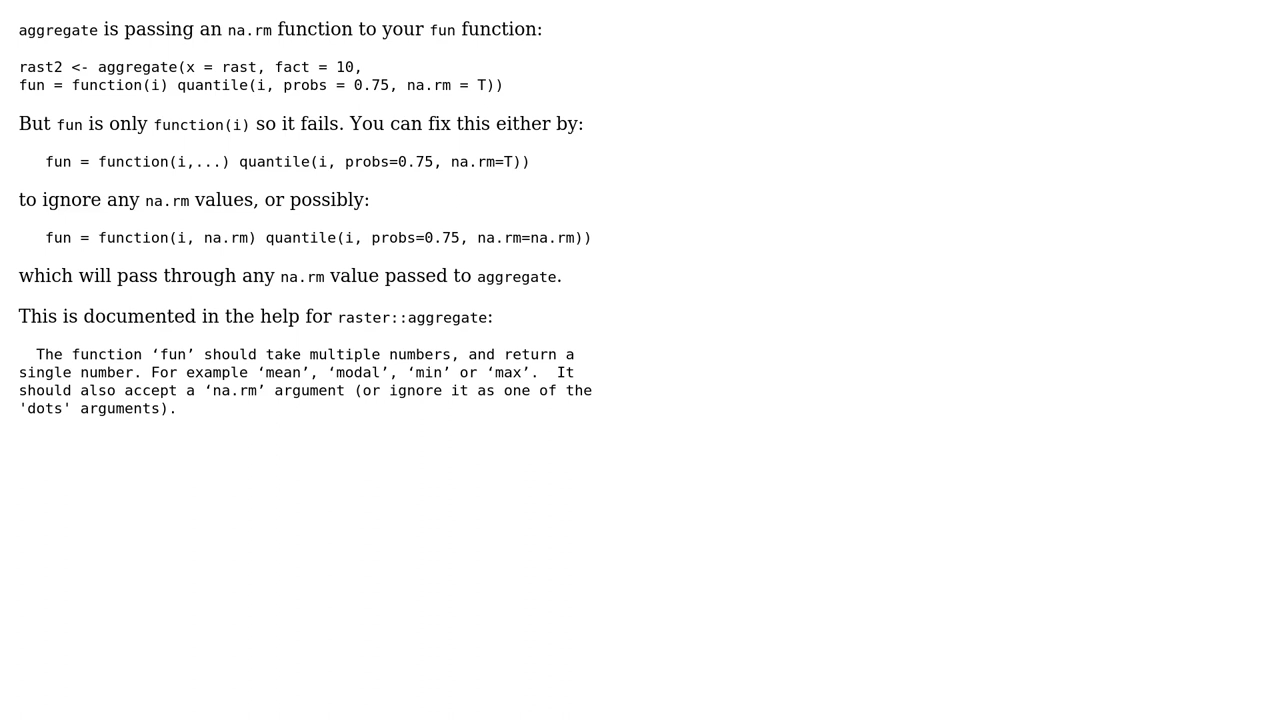 aggregate is passing an na.rm function to your fun function:
rast2 <- aggregate(x = rast, fact = 10,
fun = function(i) quantile(i, probs = 0.75, na.rm = T))
But fun is only function(i) so it fails. You can fix this either by:
   fun = function(i,...) quantile(i, probs=0.75, na.rm=T))
to ignore any na.rm values, or possibly:
   fun = function(i, na.rm) quantile(i, probs=0.75, na.rm=na.rm))
which will pass through any na.rm value passed to aggregate.
This is documented in the help for raster::aggregate:
  The function ‘fun’ should take multiple numbers, and return a
single number. For example ‘mean’, ‘modal’, ‘min’ or ‘max’.  It
should also accept a ‘na.rm’ argument (or ignore it as one of the
'dots' arguments).